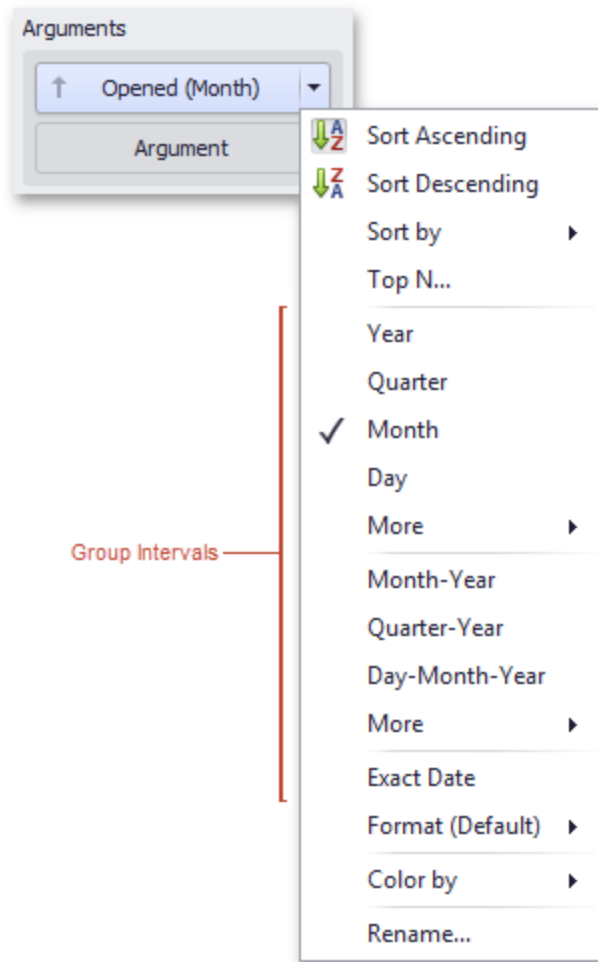 Arguments
Opened (Month)
Argument
Sort Ascending
Sort Descending
Sort by
Top N...
Year
Quarter
Month
Day
More
Group Intervals
Month-Year
Quarter-Year
Day-Month-Year
More
Exact Date
Format (Default)
Color by
Rename...